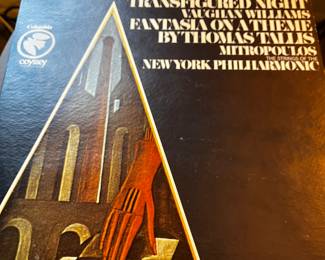 TRANSFIGURED NIGHT
VAUGHAN WILLIAMS
FANTASIA ON A THEME
BY THOMAS TALLIS
MITROPOULOS
THE STRINGS OF THE
NEW YORK PHILHARMONIC
Columbia
odyssey